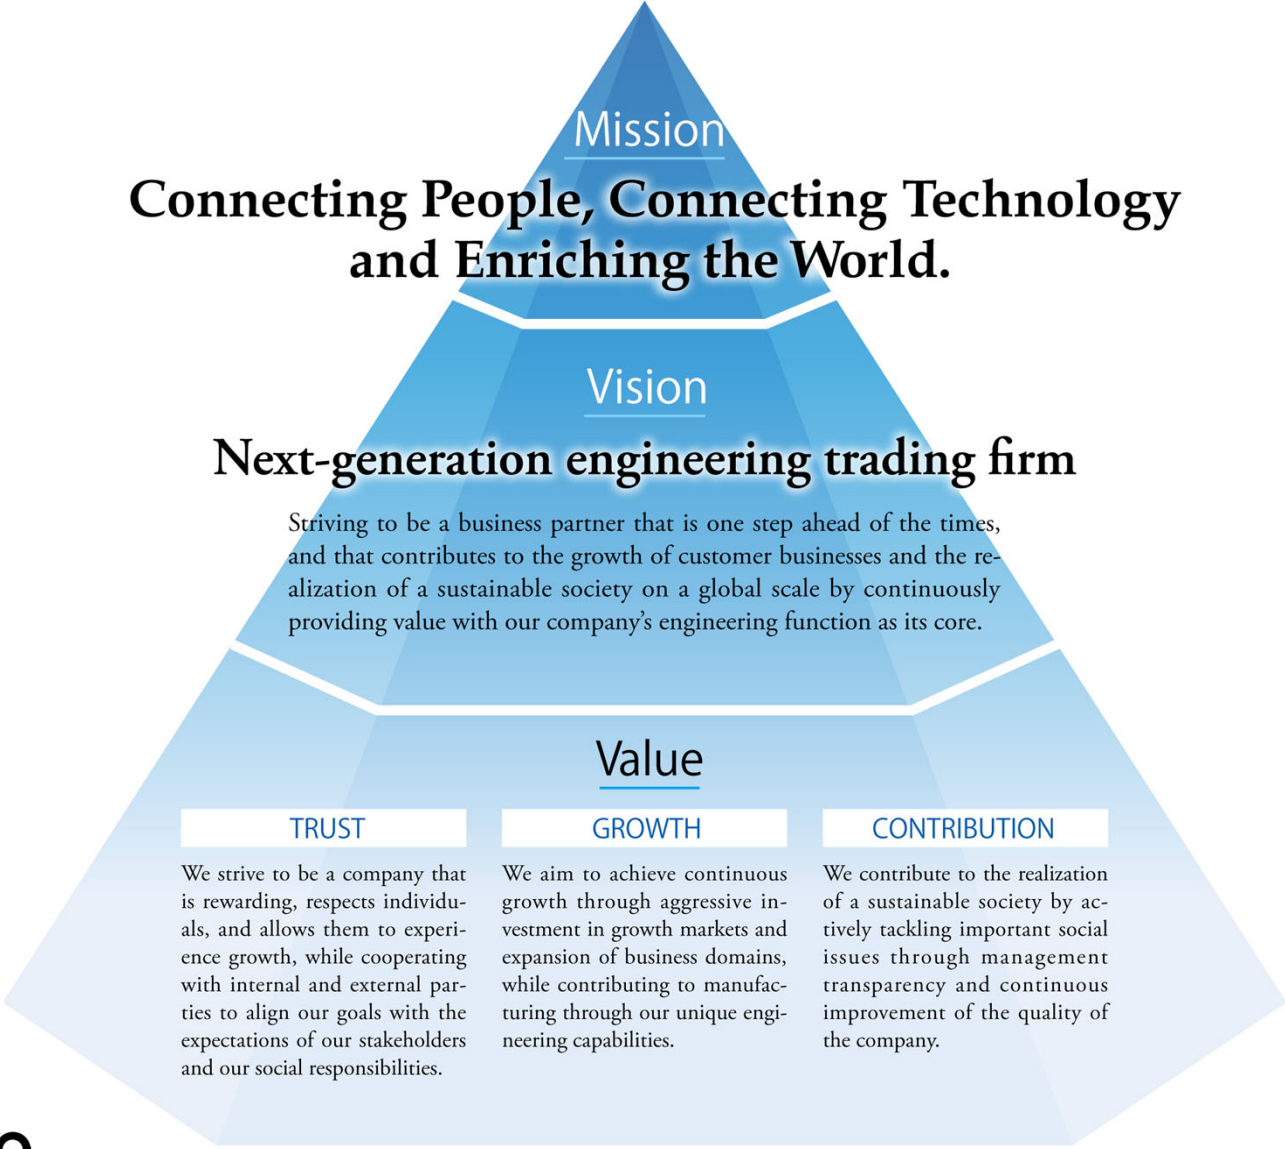 Mission
Connecting People, Connecting Technology
and Enriching the World.
Vision
Next-generation engineering trading firm
Striving to be a business partner that is one step ahead of the times,
and that contributes to the growth of customer businesses and the re-
alization of a sustainable society on a global scale by continuously
providing value with our company’s engineering function as its core.
Value
TRUST
We strive to be a company that
is rewarding, respects individu-
als, and allows them to experi-
ence growth, while cooperating
with internal and external par-
ties to align our goals with the
expectations of our stakeholders
and our social responsibilities.
GROWTH
We aim to achieve continuous
growth through aggressive in-
vestment in growth markets and
expansion of business domains,
while contributing to manufac-
turing through our unique engi-
neering capabilities.
CONTRIBUTION
We contribute to the realization
of a sustainable society by ac-
tively tackling important social
issues through management
transparency and continuous
improvement of the quality of
the company.